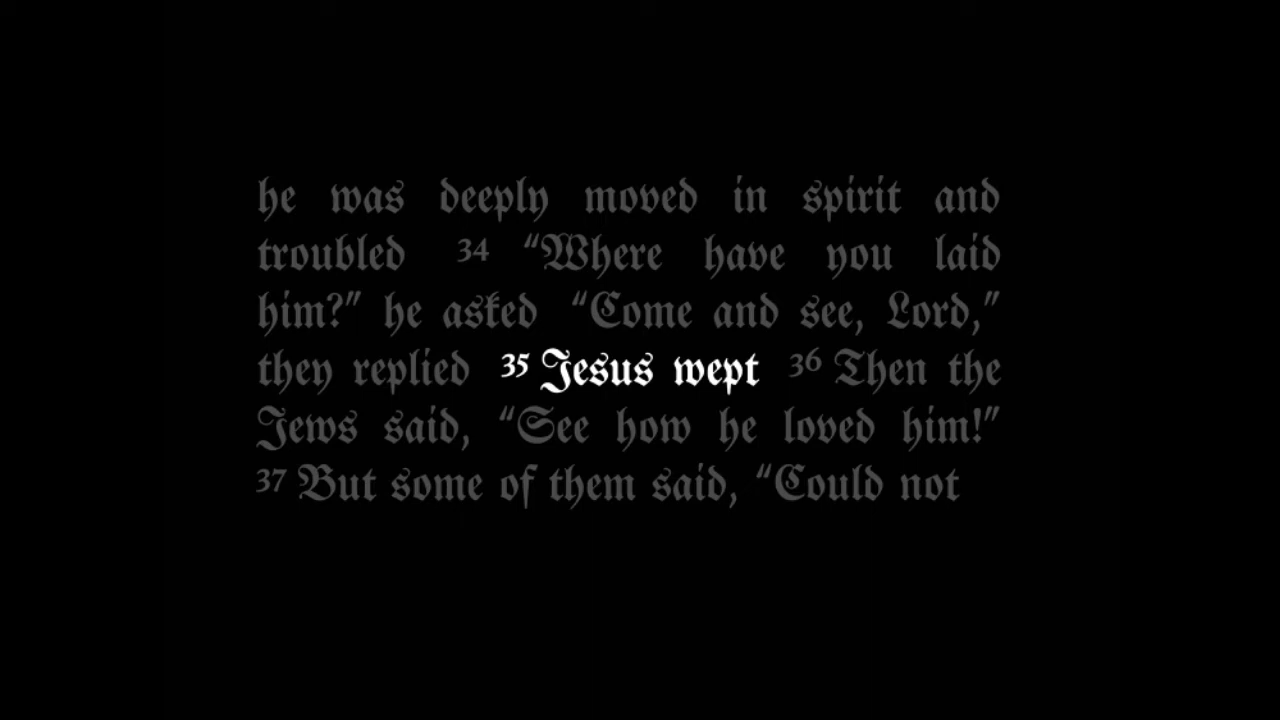 he was deeply moved in spirit and
troubled 34 “Where have you laid
him?” he asked “Come and see, Lord,”
they replied 35 Jesus wept 36 Then the
Jews said, “See how he loved him!”
37 But some of them said, “Could not